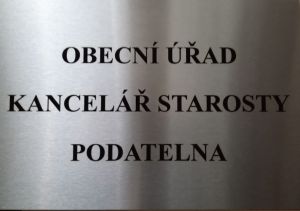 OBECNÍ ÚŘAD
KANCELÁŘ STAROSTY
PODATELNA